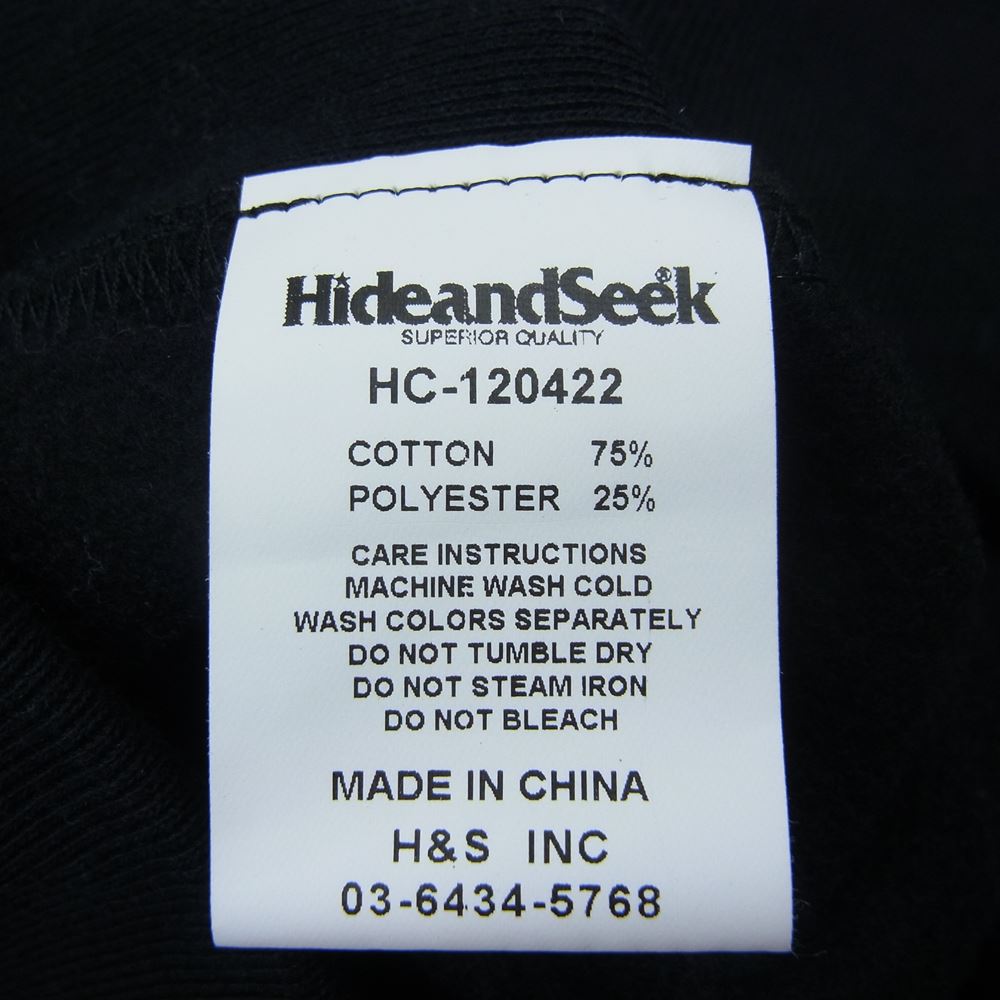 HideandSeek®
SUPERIOR QUALITY
HC-120422
COTTON 75%
POLYESTER 25%
CARE INSTRUCTIONS
MACHINE WASH COLD
WASH COLORS SEPARATELY
DO NOT TUMBLE DRY
DO NOT STEAM IRON
DO NOT BLEACH
MADE IN CHINA
H&S INC
03-6434-5768